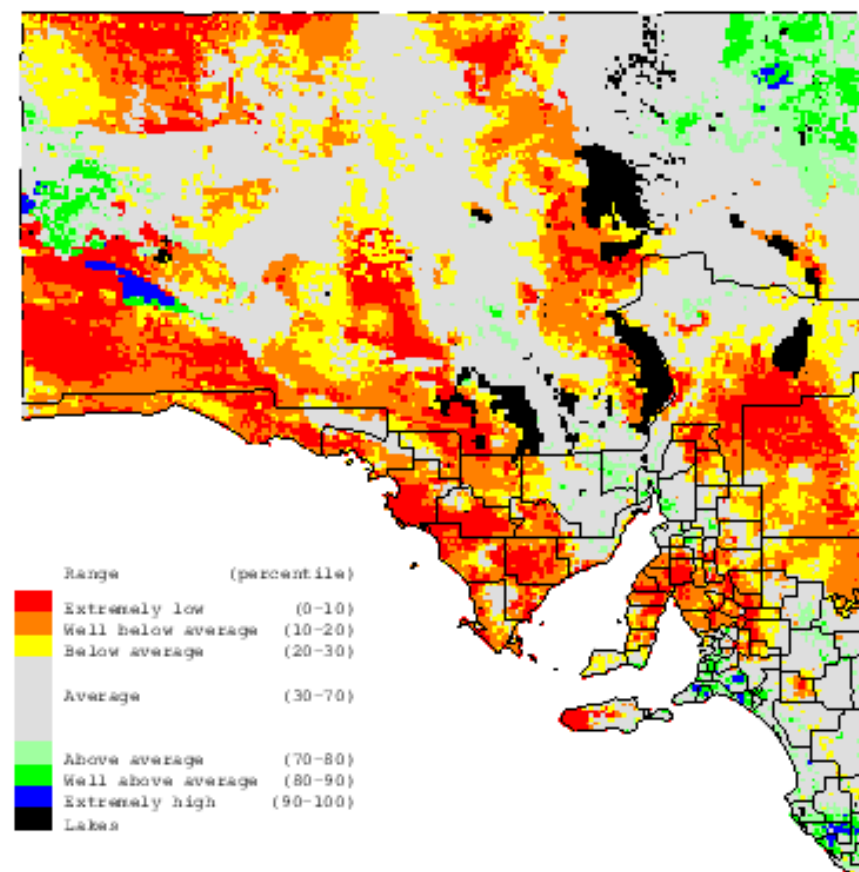 Range (percentile)
Extremely low (0-10)
Well below average (10-20)
Below average (20-30)
Average (30-70)
Above average (70-80)
Well above average (80-90)
Extremely high (90-100)
Lakes